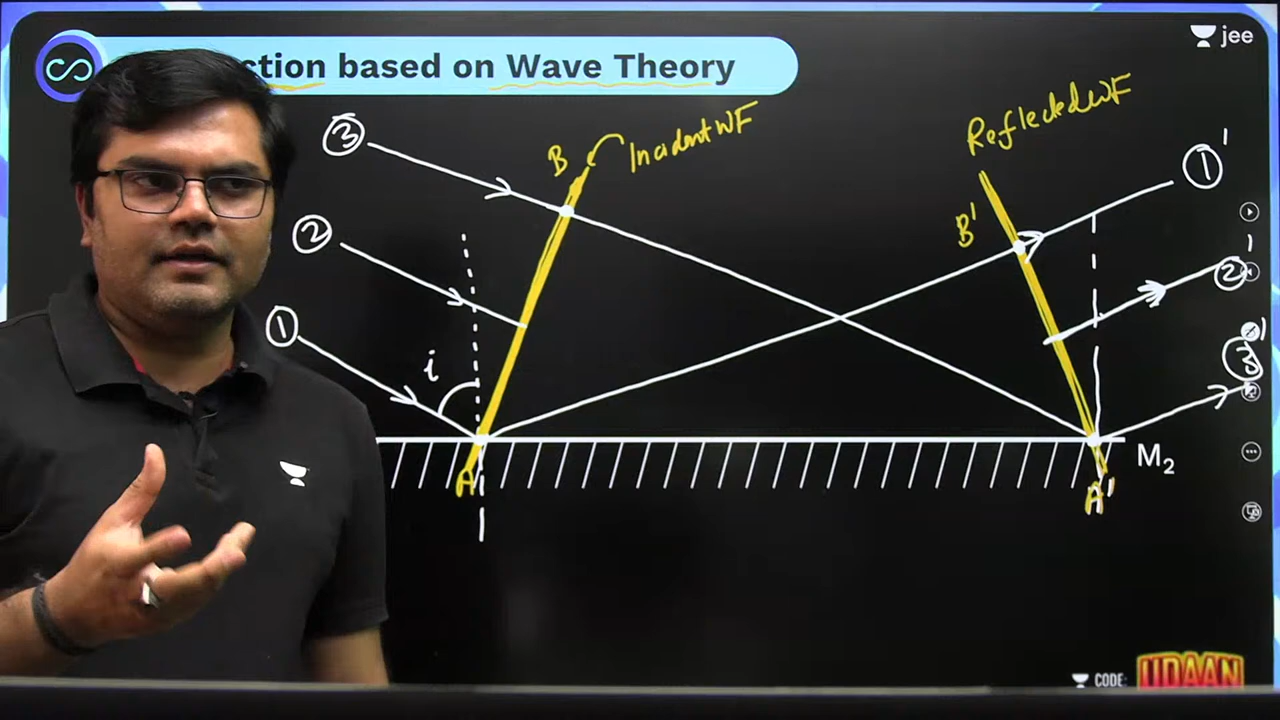 jee
ction based on Wave Theory
Reflected WF
3
B
Incident WF
1'
2
B'
2'
1
i
3'
M₂
A
A'
CODE:
UDAAN